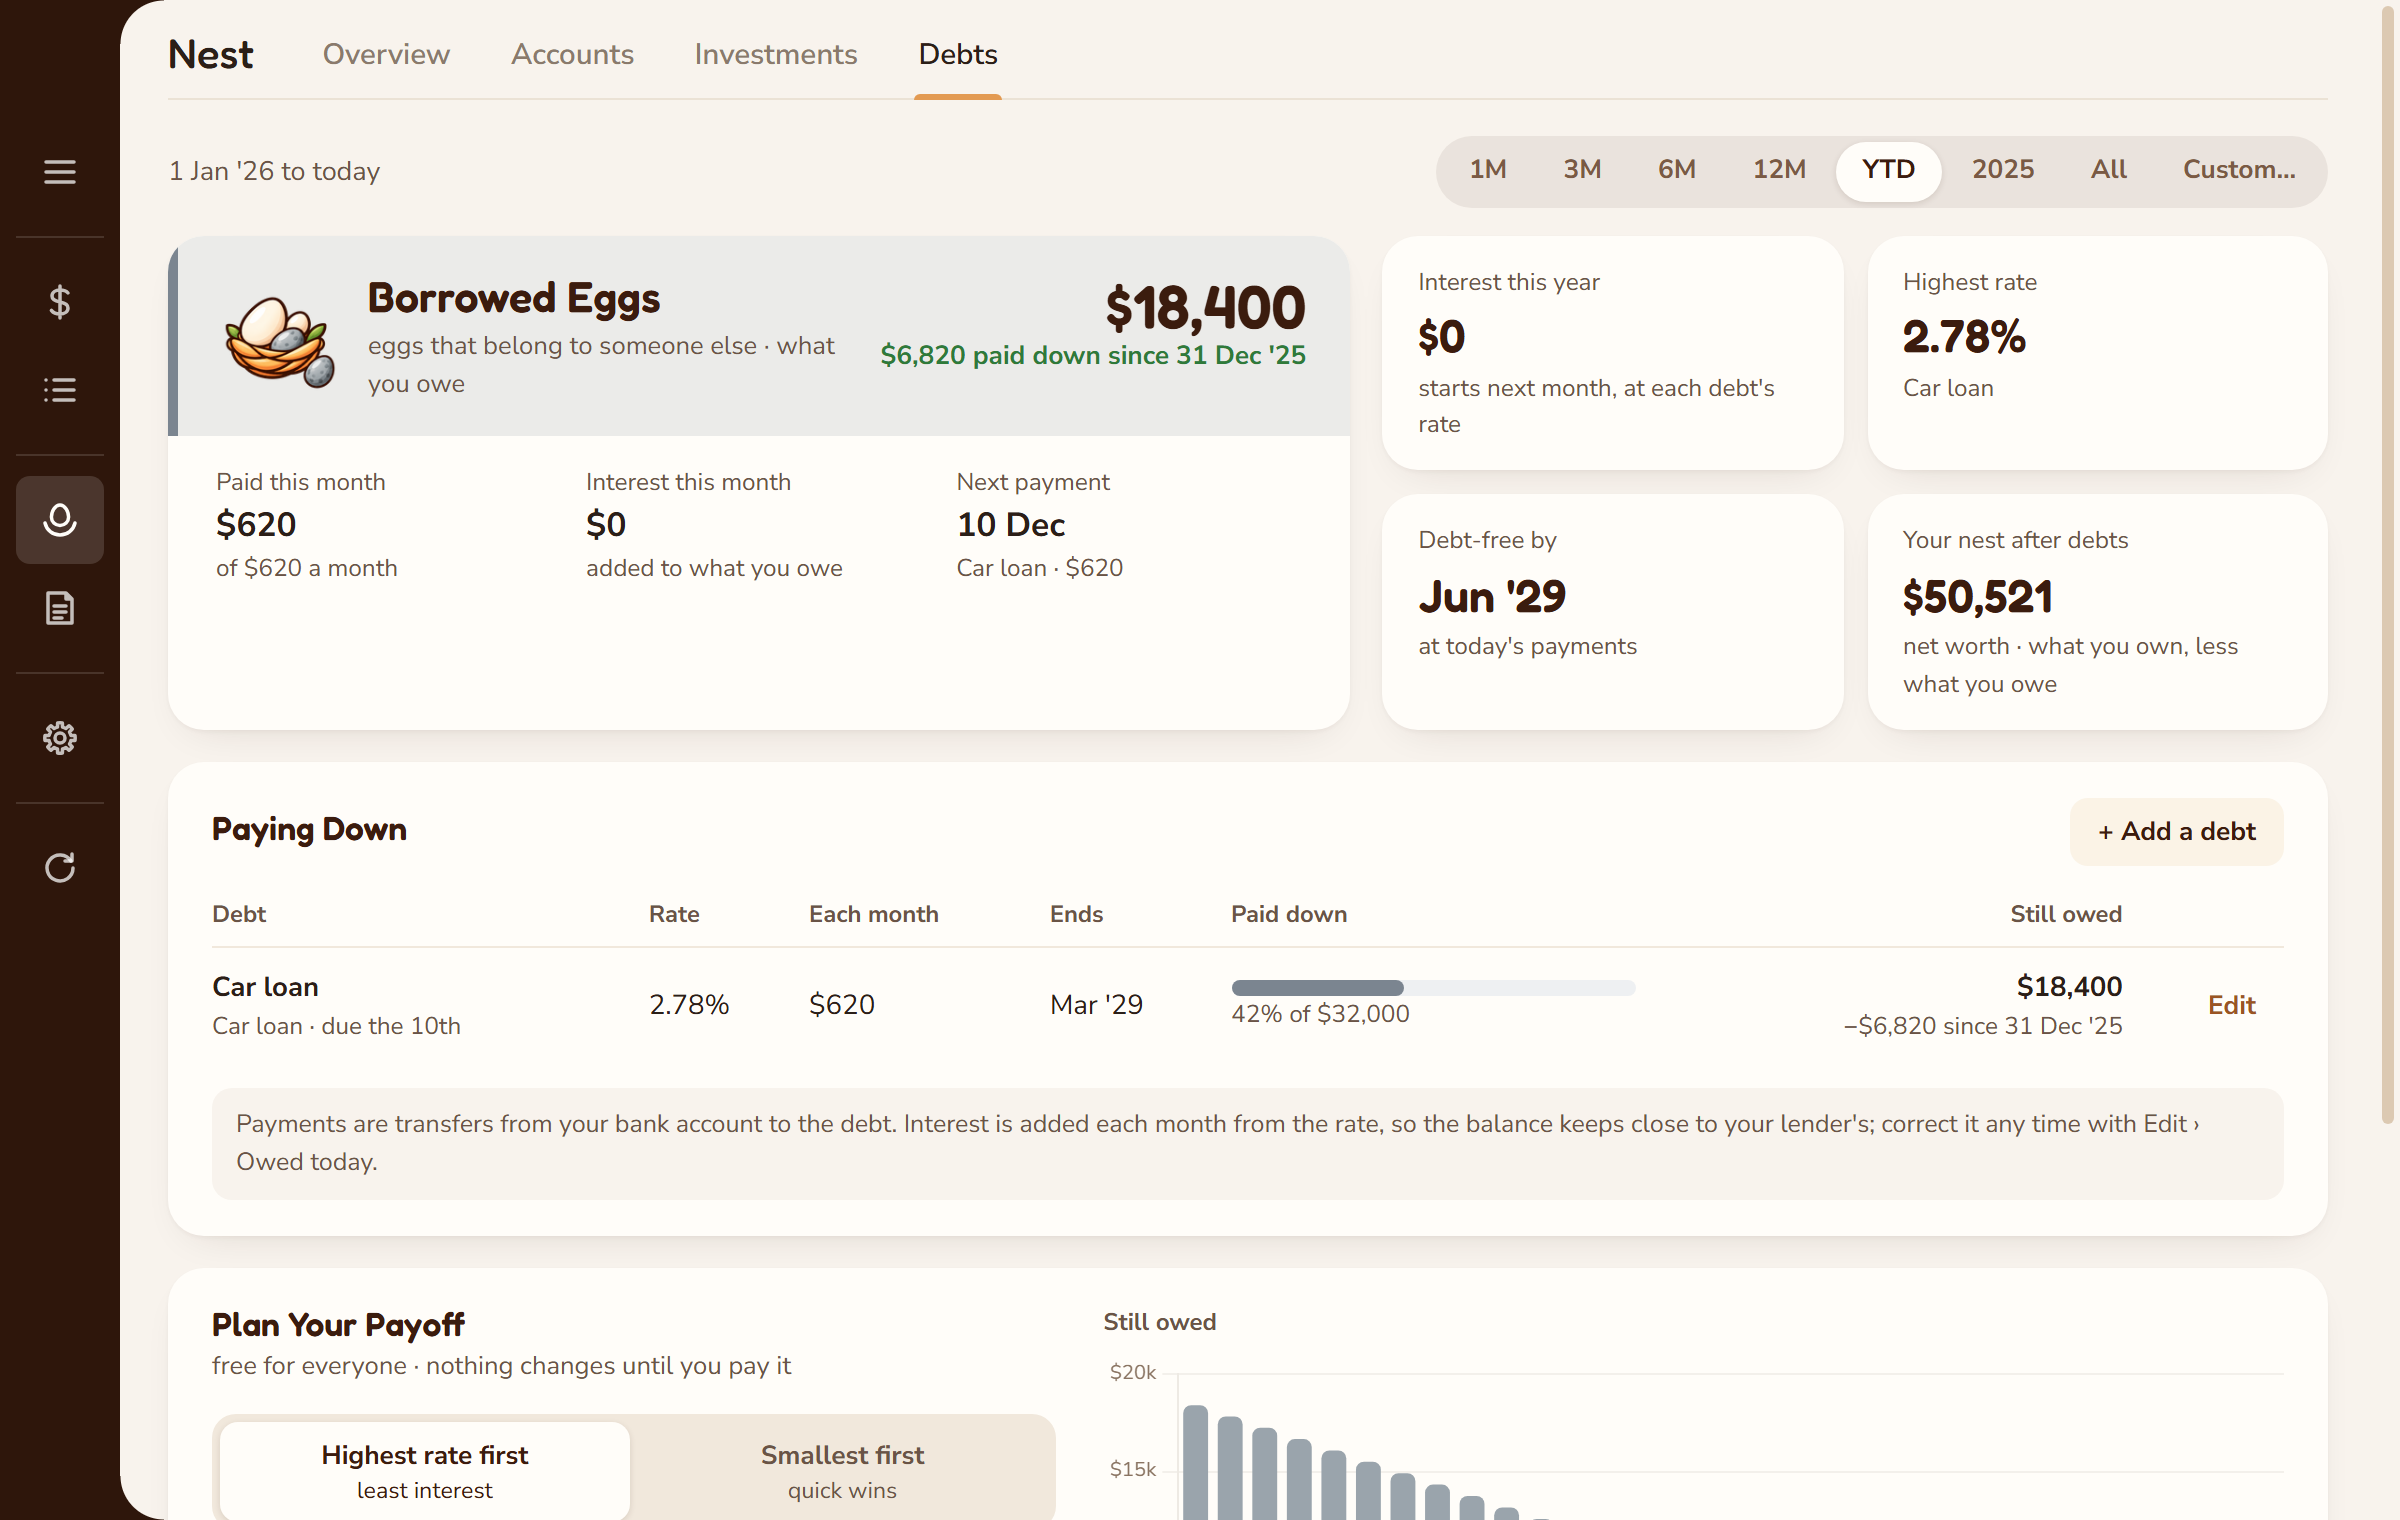 Nest Overview Accounts Investments Debts
1 Jan '26 to today
1M 3M 6M 12M YTD 2025 All Custom...
Borrowed Eggs
eggs that belong to someone else · what
you owe
$18,400
$6,820 paid down since 31 Dec '25
Paid this month
$620
of $620 a month
Interest this month
$0
added to what you owe
Next payment
10 Dec
Car loan · $620
Interest this year
$0
starts next month, at each debt's
rate
Highest rate
2.78%
Car loan
Debt-free by
Jun '29
at today's payments
Your nest after debts
$50,521
net worth · what you own, less
what you owe
Paying Down
+ Add a debt
Debt Rate Each month Ends Paid down Still owed
Car loan
Car loan · due the 10th
2.78%
$620
Mar '29
42% of $32,000
$18,400
−$6,820 since 31 Dec '25
Edit
Payments are transfers from your bank account to the debt. Interest is added each month from the rate, so the balance keeps close to your lender's; correct it any time with Edit ›
Owed today.
Plan Your Payoff
free for everyone · nothing changes until you pay it
Highest rate first
least interest
Smallest first
quick wins
Still owed
$20k
$15k